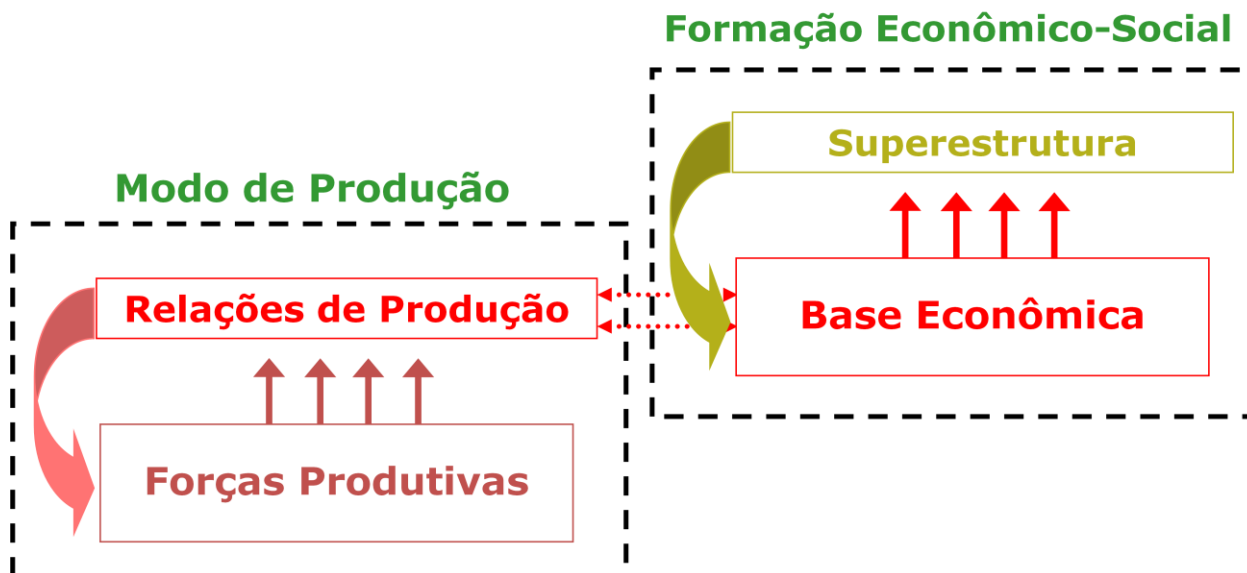 Formação Econômico-Social
Superestrutura
Base Econômica
Modo de Produção
Relações de Produção
Forças Produtivas